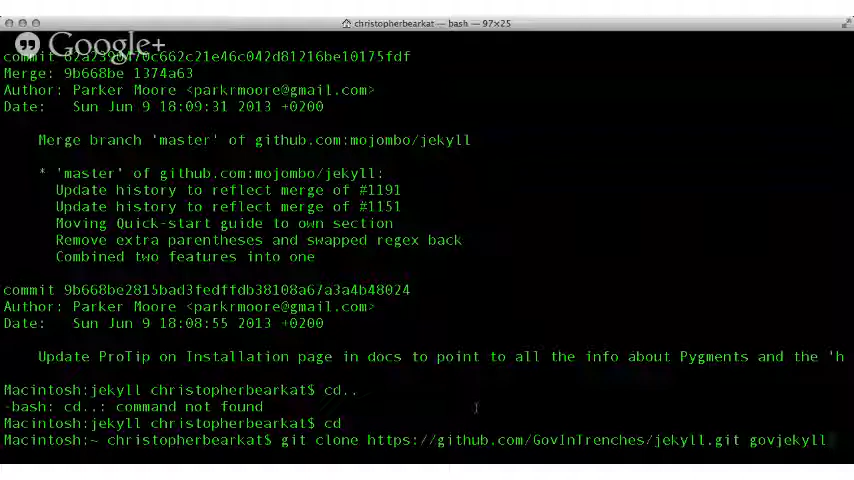 christopherbearkat — bash — 97×25
Google+
commit 62a2390470c662c21e46c042d81216be10175fdf
Merge: 9b668be 1374a63
Author: Parker Moore <parkrmoore@gmail.com>
Date:   Sun Jun 9 18:09:31 2013 +0200
Merge branch 'master' of github.com:mojombo/jekyll
* 'master' of github.com:mojombo/jekyll:
Update history to reflect merge of #1191
Update history to reflect merge of #1151
Moving Quick-start guide to own section
Remove extra parentheses and swapped regex back
Combined two features into one
commit 9b668be2815bad3fedffdb38108a67a3a4b48024
Author: Parker Moore <parkrmoore@gmail.com>
Date:   Sun Jun 9 18:08:55 2013 +0200
Update ProTip on Installation page in docs to point to all the info about Pygments and the 'h
Macintosh:jekyll christopherbearkat$ cd..
-bash: cd..: command not found
Macintosh:jekyll christopherbearkat$ cd
Macintosh:~ christopherbearkat$ git clone https://github.com/GovInTrenches/jekyll.git govjekyll